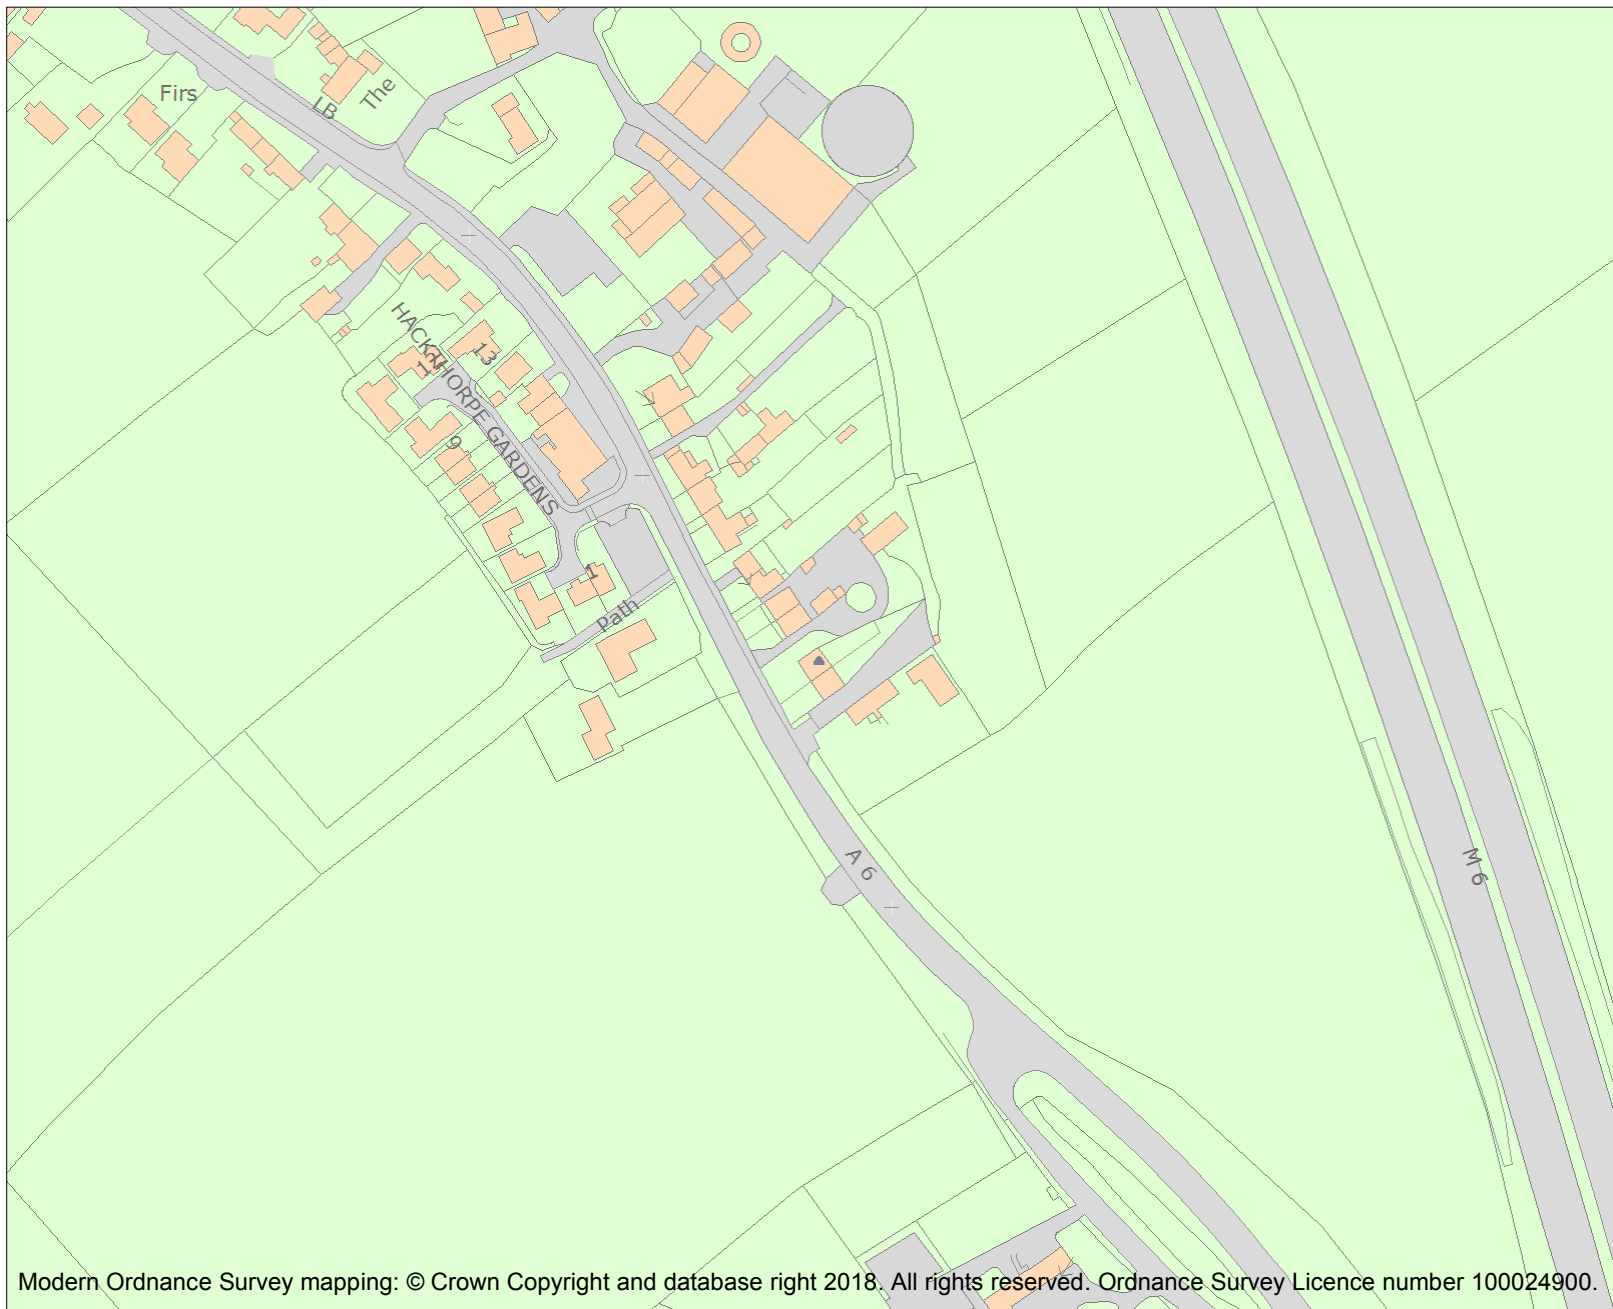 Firs
LB
The
HACKTHORPE GARDENS
13
11
9
1
Path
A 6
M 6
Modern Ordnance Survey mapping: © Crown Copyright and database right 2018. All rights reserved. Ordnance Survey Licence number 100024900.